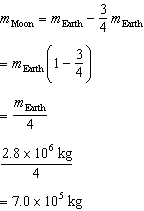 m_Moon = m_Earth − 3/4 m_Earth
= m_Earth(1 − 3/4)
= m_Earth/4
2.8 × 10^6 kg/4
= 7.0 × 10^5 kg